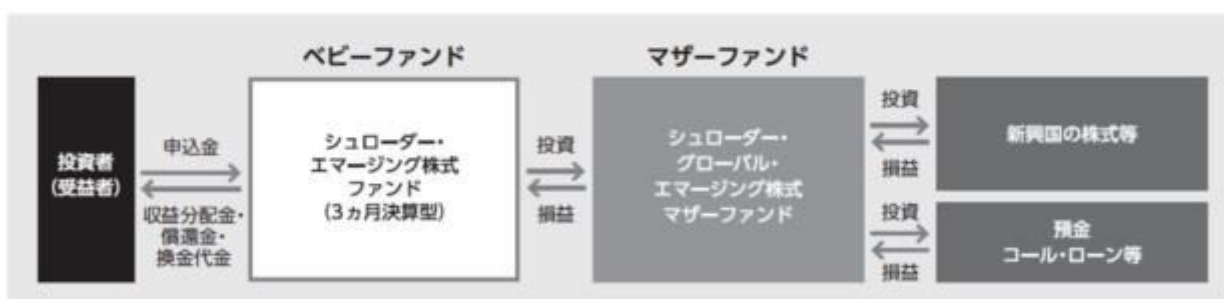 ベビーファンド
マザーファンド
投資者
(受益者)
申込金
収益分配金・
償還金・
換金代金
シュローダー・
エマージング株式
ファンド
(3ヵ月決算型)
投資
損益
シュローダー・
グローバル・
エマージング株式
マザーファンド
投資
損益
新興国の株式等
投資
損益
預金
コール・ローン等